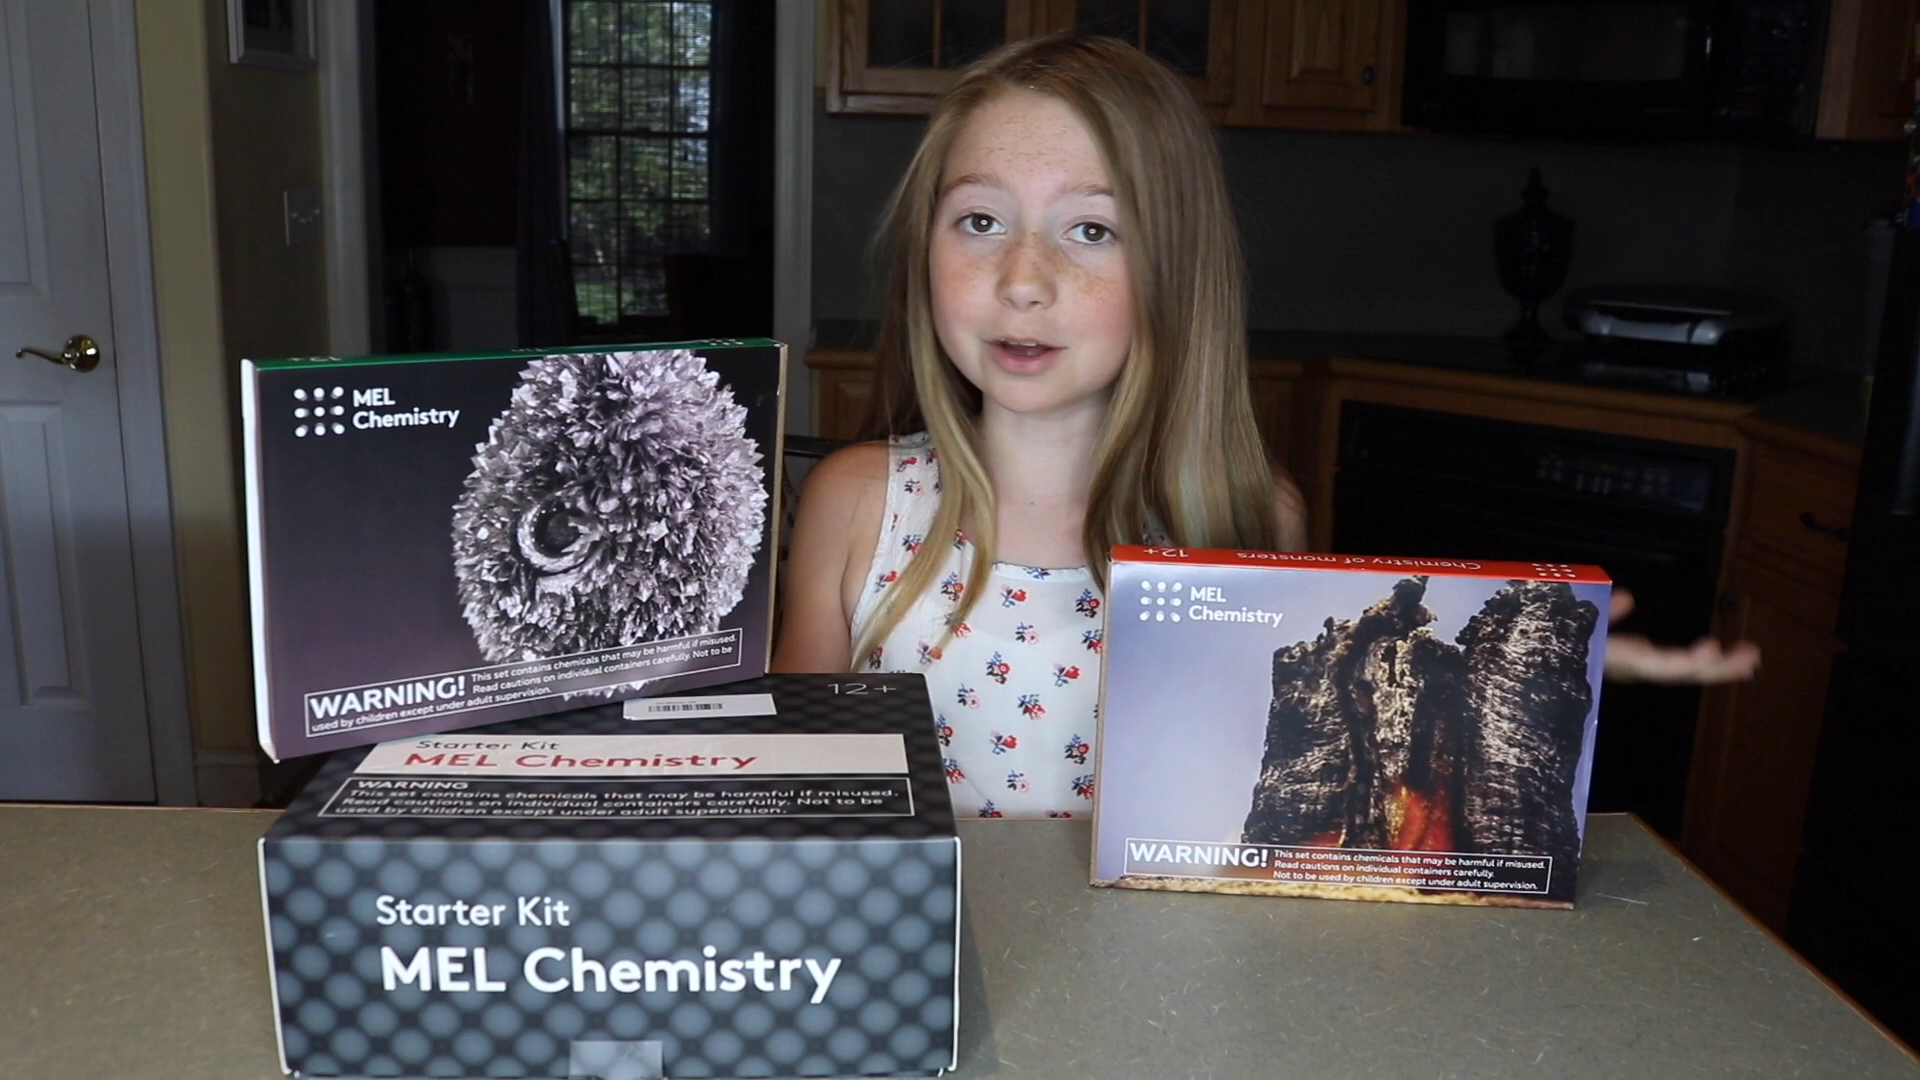 MEL
Chemistry
WARNING! This set contains chemicals that may be harmful if misused.
Read cautions on individual containers carefully. Not to be
used by children except under adult supervision.
12+
Starter Kit
MEL Chemistry
WARNING
This set contains chemicals that may be harmful if misused.
Read cautions on individual containers carefully. Not to be
used by children except under adult supervision.
Starter Kit
MEL Chemistry
12+ Chemistry of monsters
MEL
Chemistry
WARNING! This set contains chemicals that may be harmful if misused.
Read cautions on individual containers carefully.
Not to be used by children except under adult supervision.